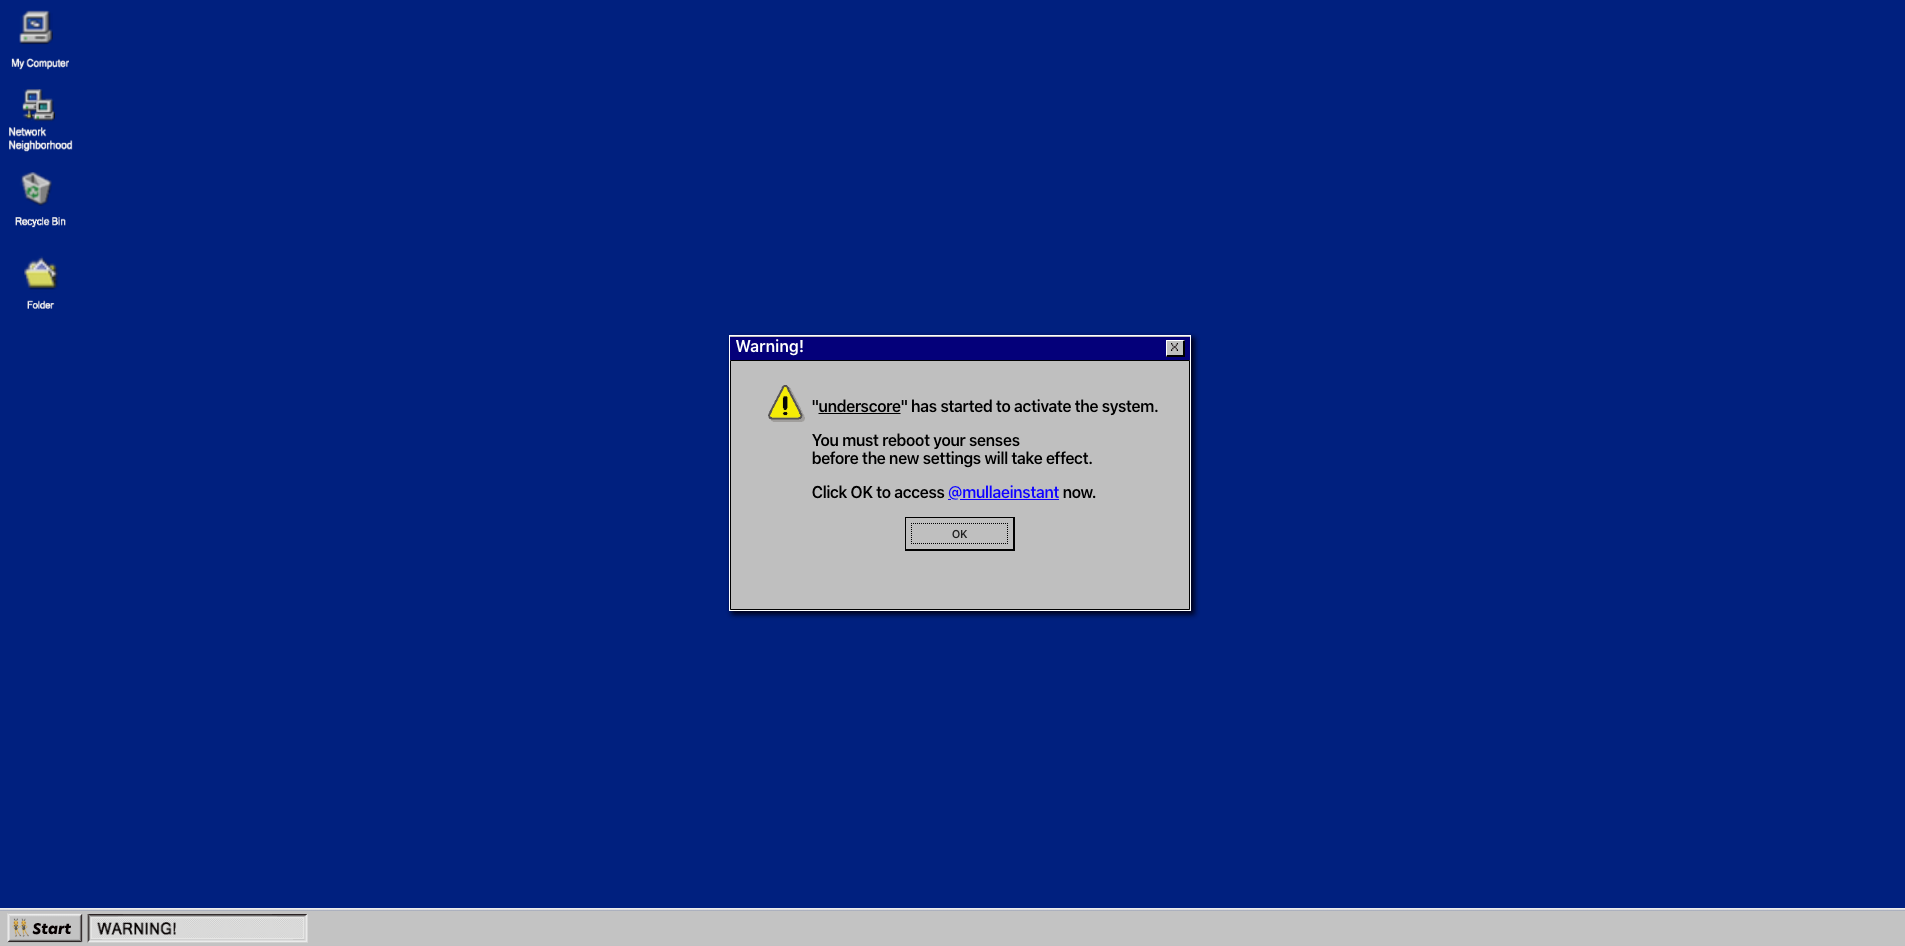 My Computer
Network
Neighborhood
Recycle Bin
Folder
Warning!
X
"underscore" has started to activate the system.
You must reboot your senses
before the new settings will take effect.
Click OK to access @mullaeinstant now.
OK
Start
WARNING!